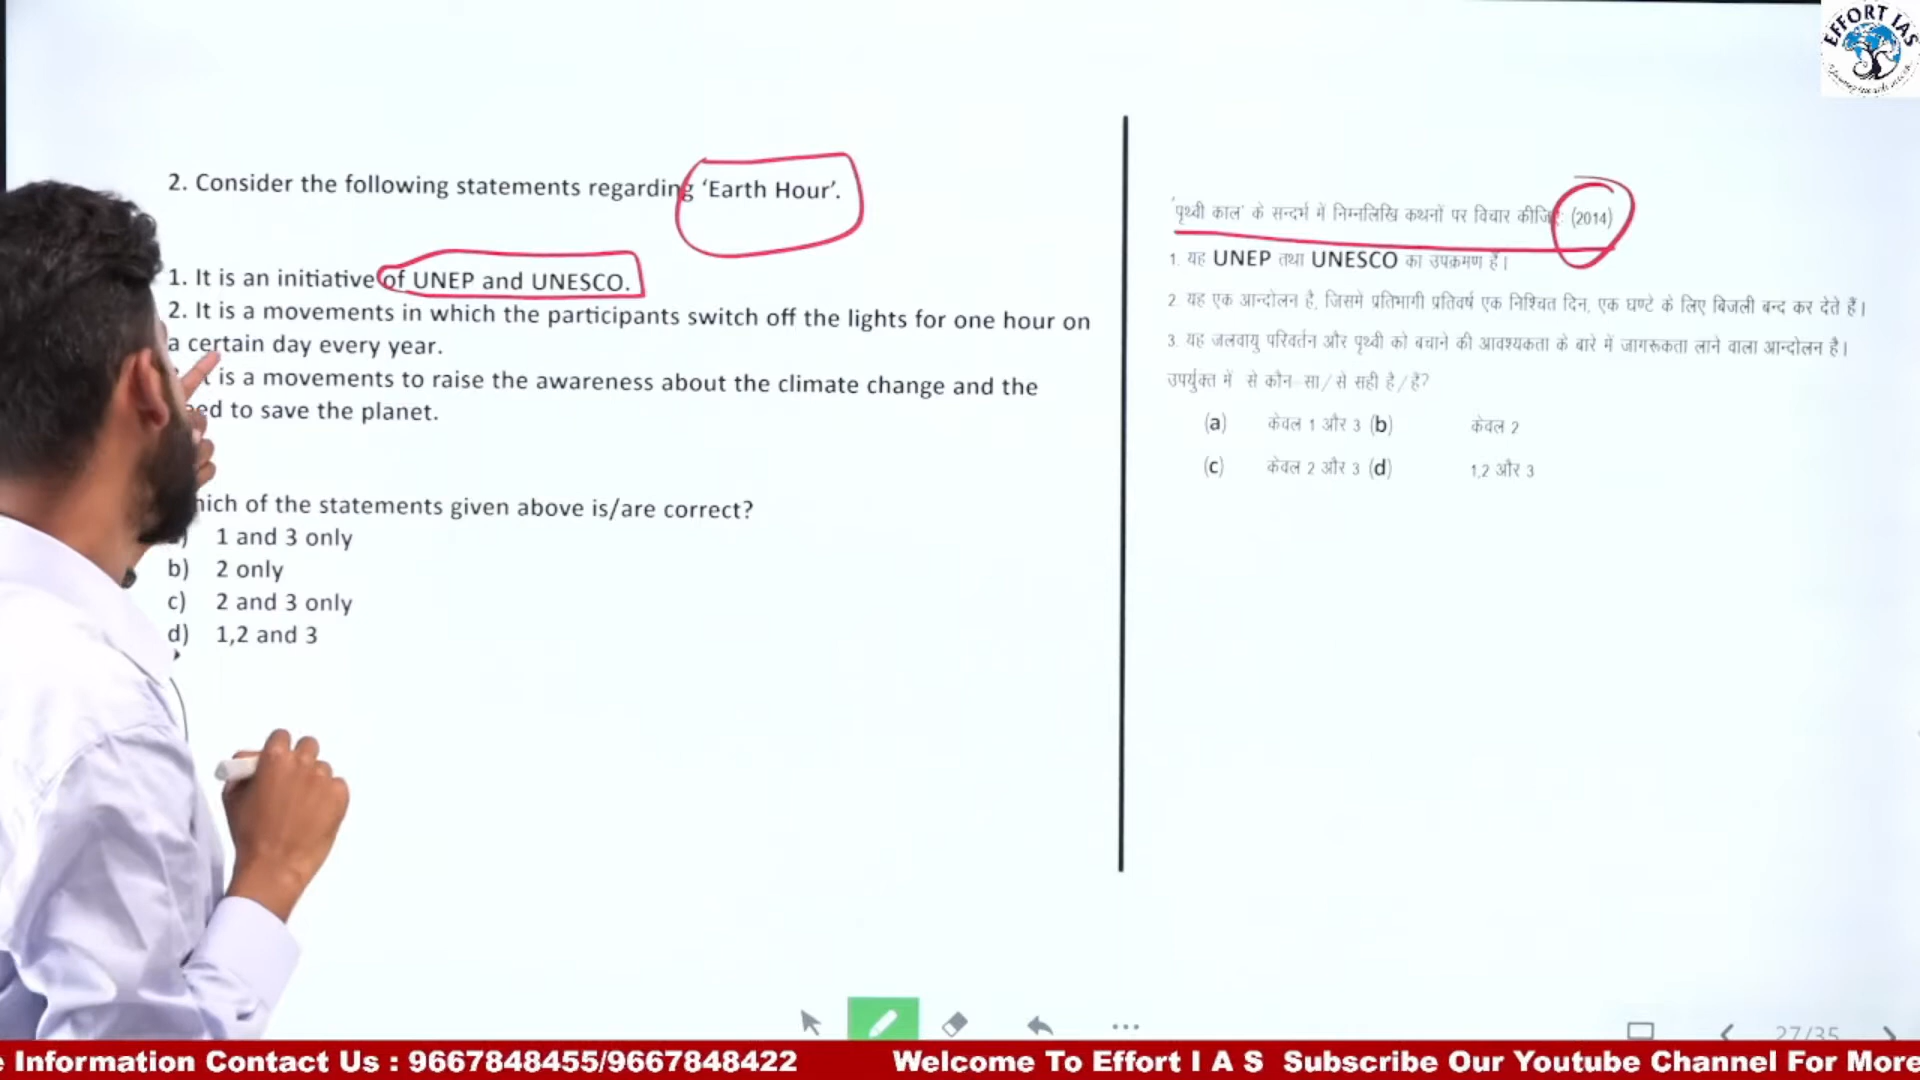 EFFORT IAS
2. Consider the following statements regarding ‘Earth Hour’.
1. It is an initiative of UNEP and UNESCO.
2. It is a movements in which the participants switch off the lights for one hour on
a certain day every year.
is a movements to raise the awareness about the climate change and the
to save the planet.
of the statements given above is/are correct?
1 and 3 only
b) 2 only
c) 2 and 3 only
d) 1,2 and 3
'पृथ्वी काल' के सन्दर्भ में निम्नलिखि कथनों पर विचार (2014)
1. यह UNEP तथा UNESCO का उपक्रमण हैं।
2. यह एक आन्दोलन है, जिसमे प्रतिभागी प्रतिवर्ष एक निश्चित दिन, एक घण्टे के लिए बिजली बन्द कर देते हैं।
3. यह जलवायु परिवर्तन और पृथ्वी को बचाने की आवश्यकता के बारे में जागरूकता लाने वाला आन्दोलन है।
उपर्युक्त में से कौन-सा/से सही है/हैं?
(a) केवल 1 और 3 (b) केवल 2
(c) केवल 2 और 3 (d) 1,2 और 3
27/35
Information Contact Us : 9667848455/9667848422 Welcome To Effort I A S Subscribe Our Youtube Channel For More